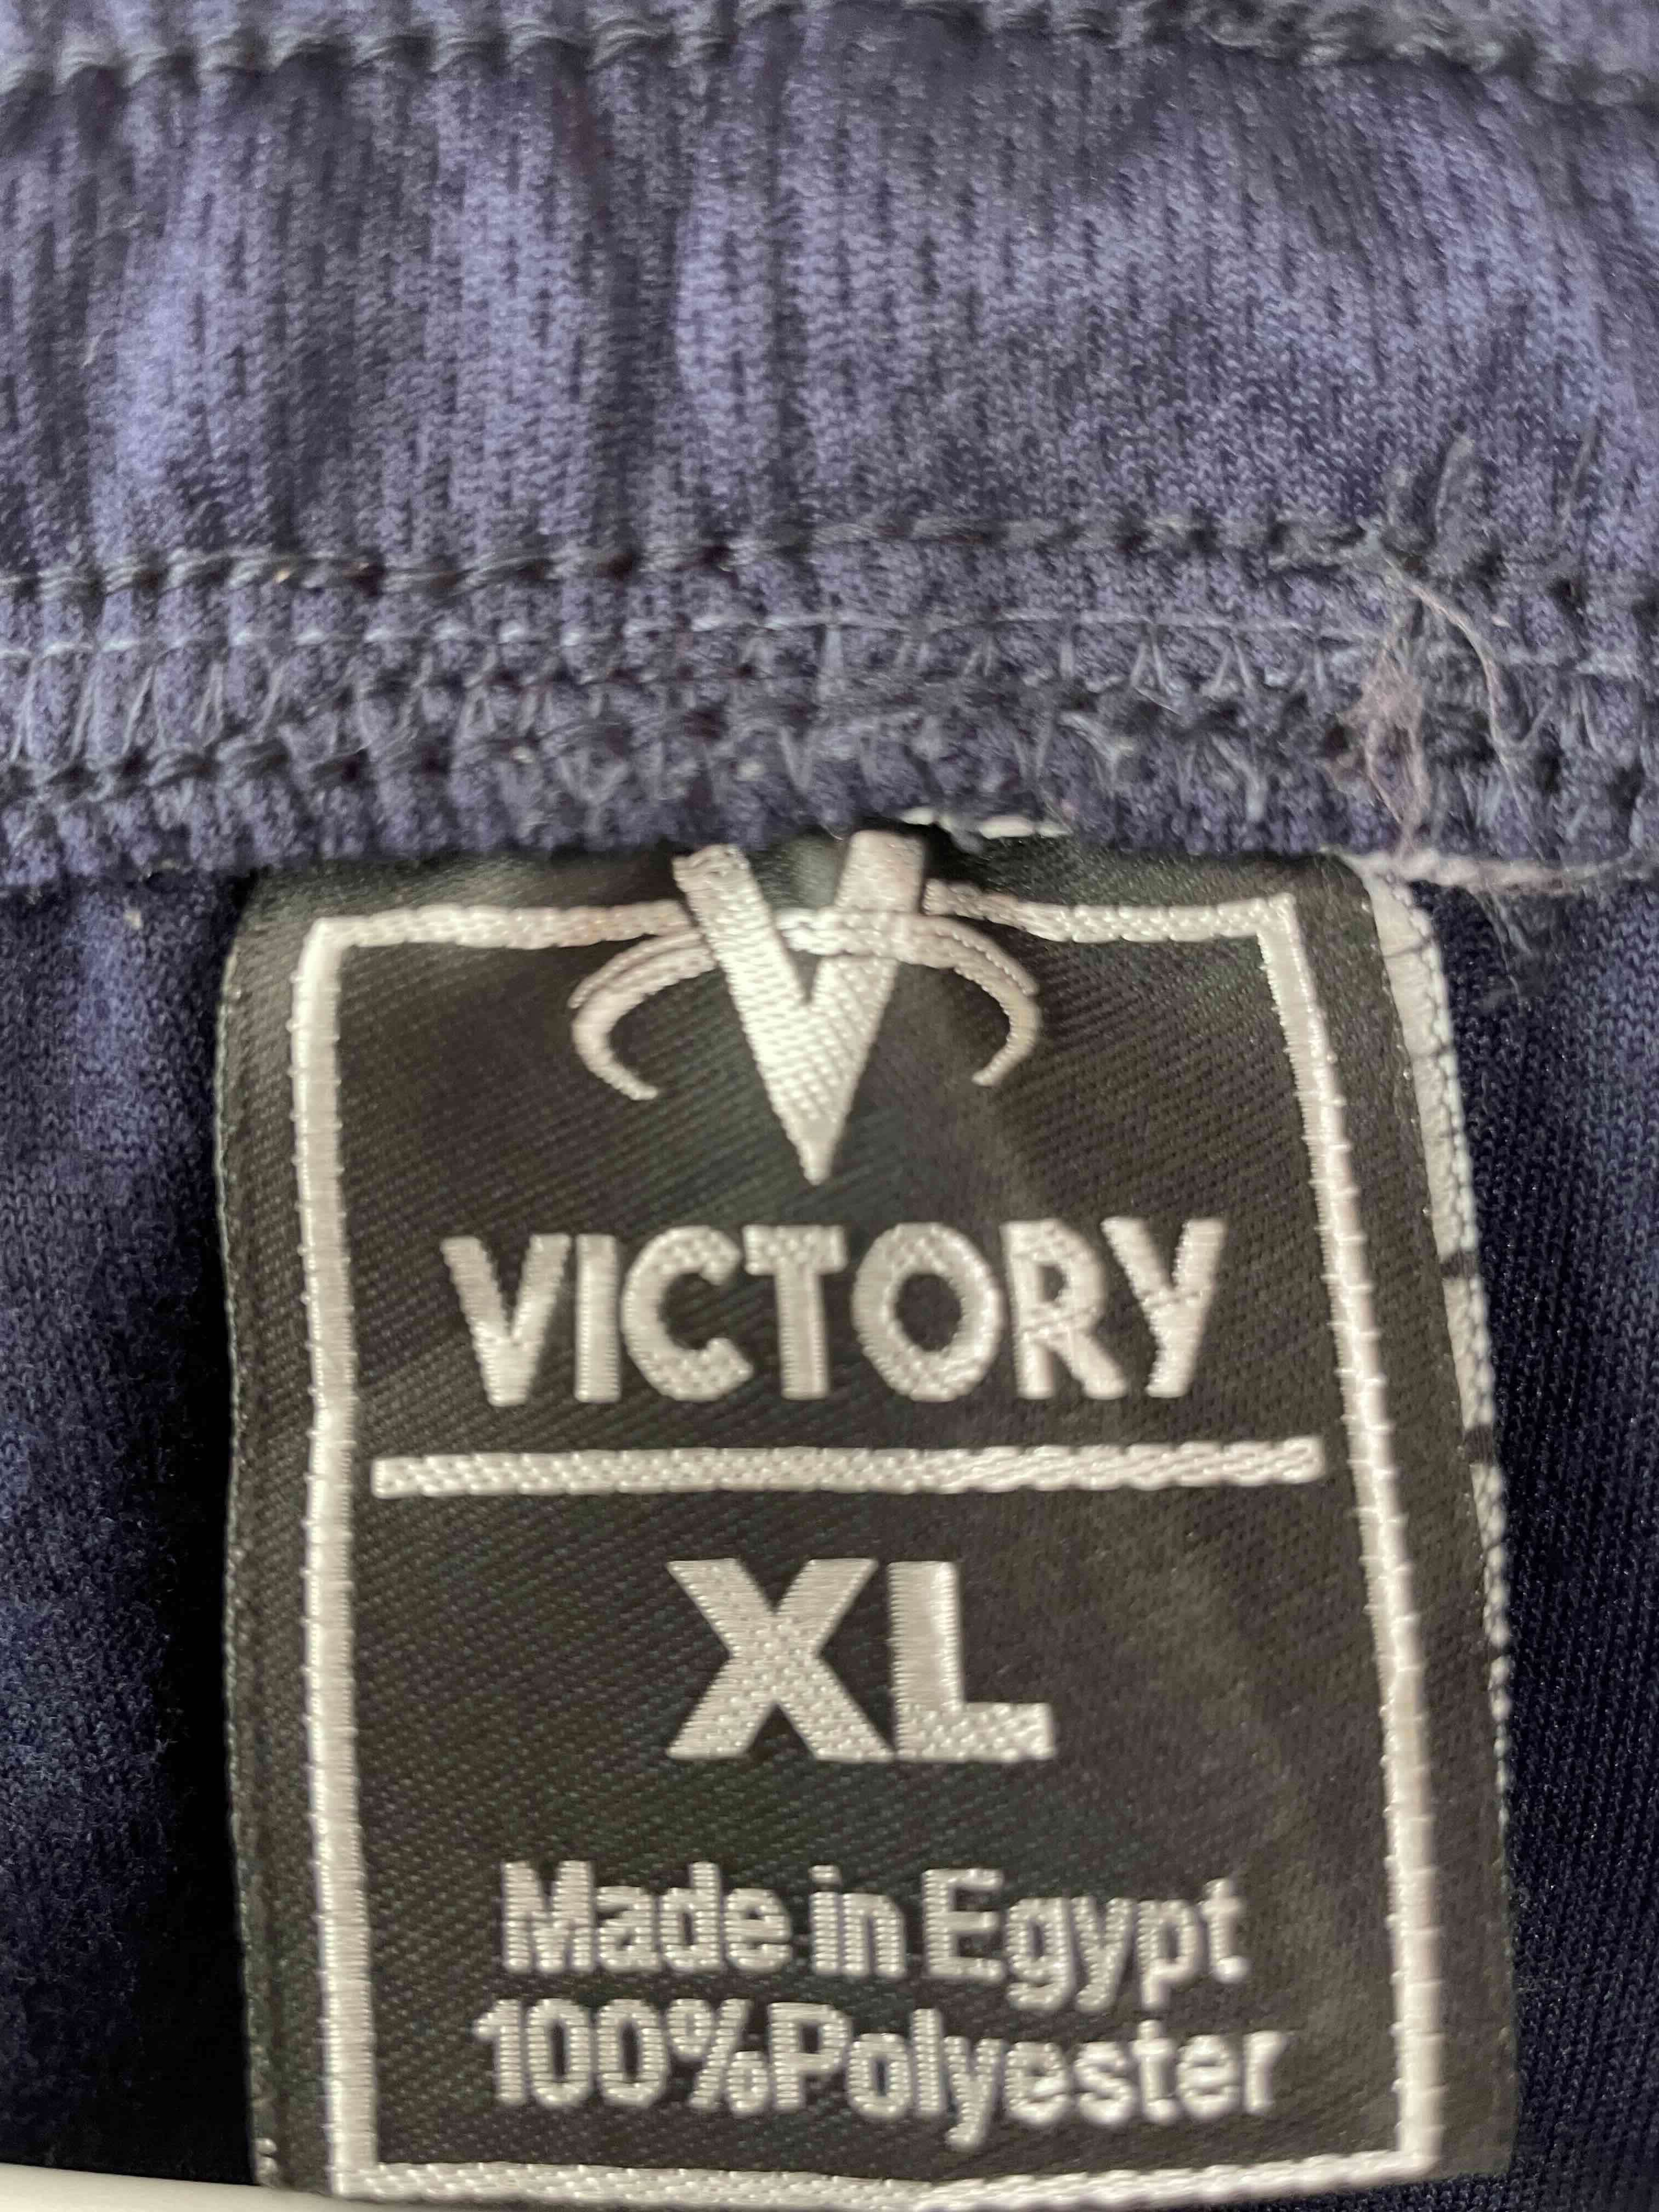 V
VICTORY
XL
Made in Egypt
100%Polyester